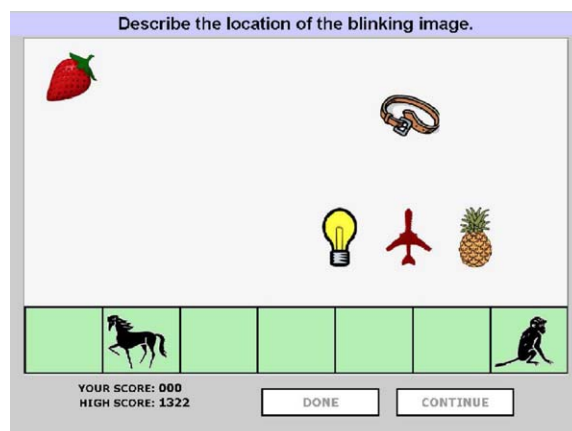 Describe the location of the blinking image.
YOUR SCORE: 000
HIGH SCORE: 1322
DONE
CONTINUE